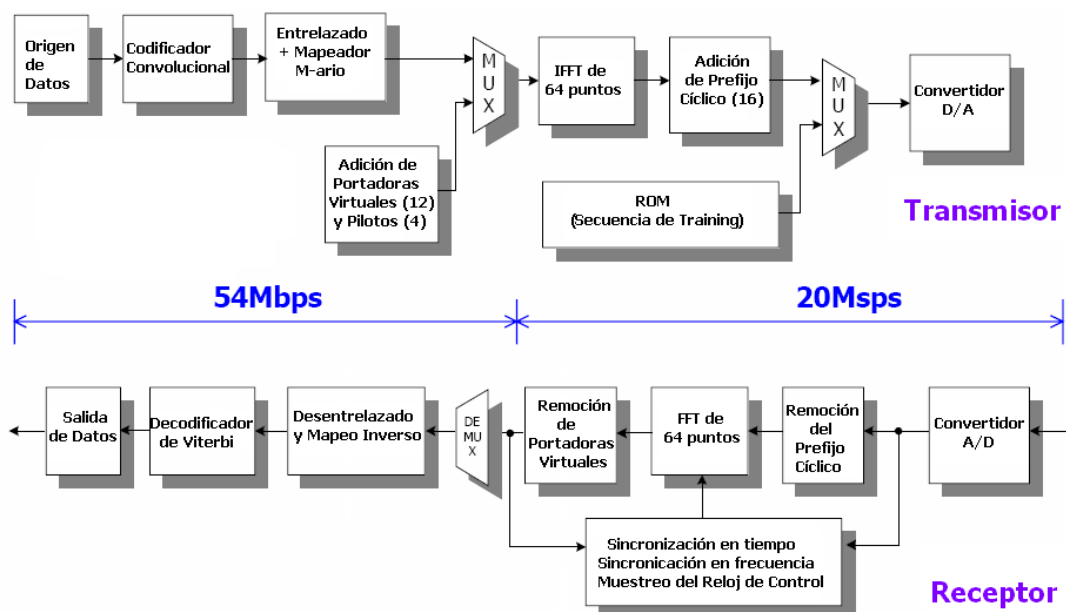 Origen
de
Datos
Codificador
Convolucional
Entrelazado
+ Mapeador
M-ario
MUX
IFFT de
64 puntos
Adición
de Prefijo
Cíclico (16)
MUX
Convertidor
D/A
Adición de
Portadoras
Virtuales (12)
y Pilotos (4)
ROM
(Secuencia de Training)
Transmisor
54Mbps
20Msps
Salida
de Datos
Decodificador
de Viterbi
Desentrelazado
y Mapeo Inverso
DE
MU
X
Remoción
de
Portadoras
Virtuales
FFT de
64 puntos
Remoción
del
Prefijo
Cíclico
Convertidor
A/D
Sincronización en tiempo
Sincronicación en frecuencia
Muestreo del Reloj de Control
Receptor